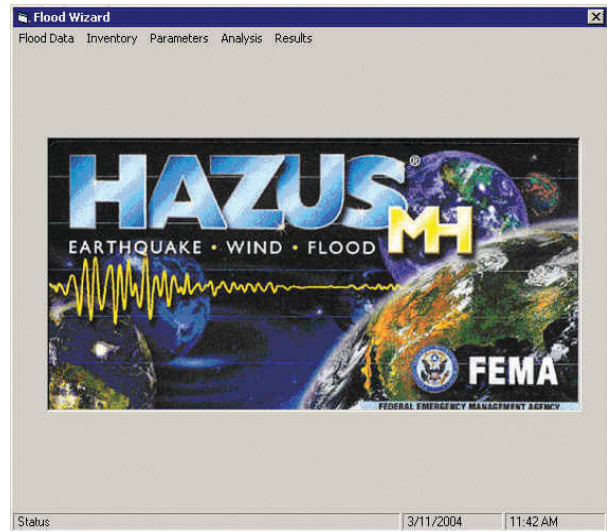 Flood Wizard
Flood Data Inventory Parameters Analysis Results
HAZUS®
MH
EARTHQUAKE • WIND • FLOOD
FEMA
FEDERAL EMERGENCY MANAGEMENT AGENCY
Status 3/11/2004 11:42 AM